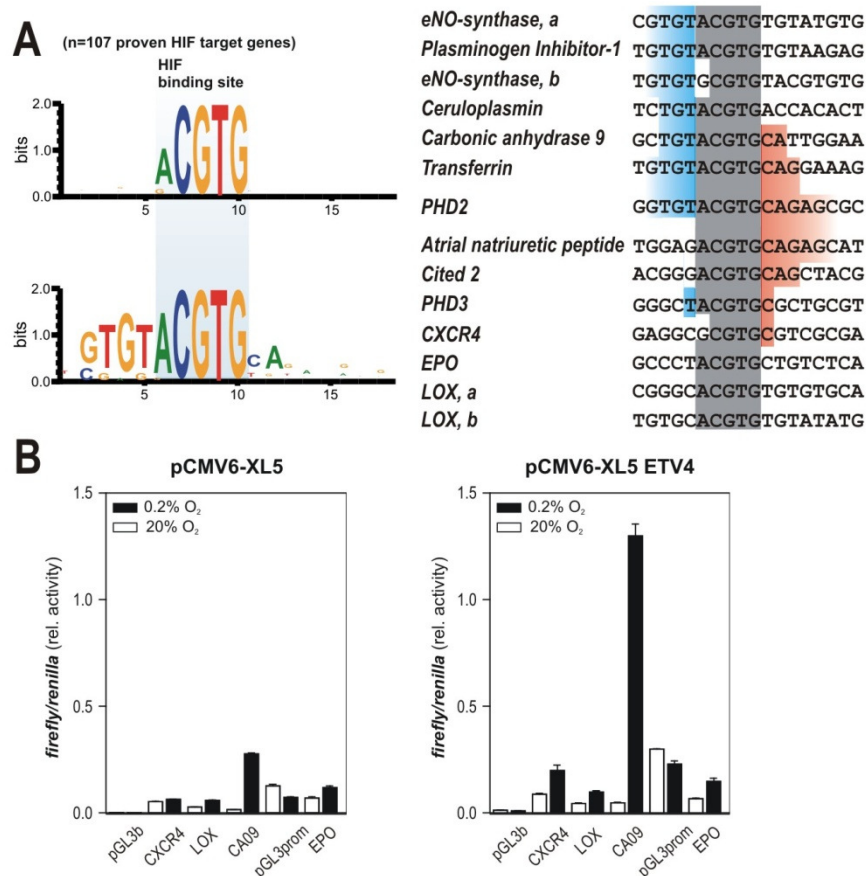 A
(n=107 proven HIF target genes)
HIF
binding site
2.0
bits
1.0
0.0
ACGTG
5 10 15
2.0
bits
1.0
0.0
GTGTACGTGCA
5 10 15
eNO-synthase, a CGTGTACGTGTGTATGTG
Plasminogen Inhibitor-1 TGTGTACGTGTGTAAGAG
eNO-synthase, b TGTGTGCGTGTACGTGTG
Ceruloplasmin TCTGTACGTGACCACACT
Carbonic anhydrase 9 GCTGTACGTGCATTGGAA
Transferrin TGTGTACGTGCAGGAAAG
PHD2 GGTGTACGTGCAGAGCGC
Atrial natriuretic peptide TGGAGACGTGCAGAGCAT
Cited 2 ACGGGACGTGCAGCTACG
PHD3 GGGCTACGTGCGCTGCGT
CXCR4 GAGGCGCGTGCGTCGCGA
EPO GCCCTACGTGCTGTCTCA
LOX, a CGGGCACGTGTGTGTGCA
LOX, b TGTGCACGTGTGTATATG
B
pCMV6-XL5
1.5
0.2% O₂
20% O₂
1.0
firefly/renilla (rel. activity)
0.5
0.0
pGL3b CXCR4 LOX CA09 pGL3prom EPO
pCMV6-XL5 ETV4
1.5
0.2% O₂
20% O₂
1.0
firefly/renilla (rel. activity)
0.5
0.0
pGL3b CXCR4 LOX CA09 pGL3prom EPO